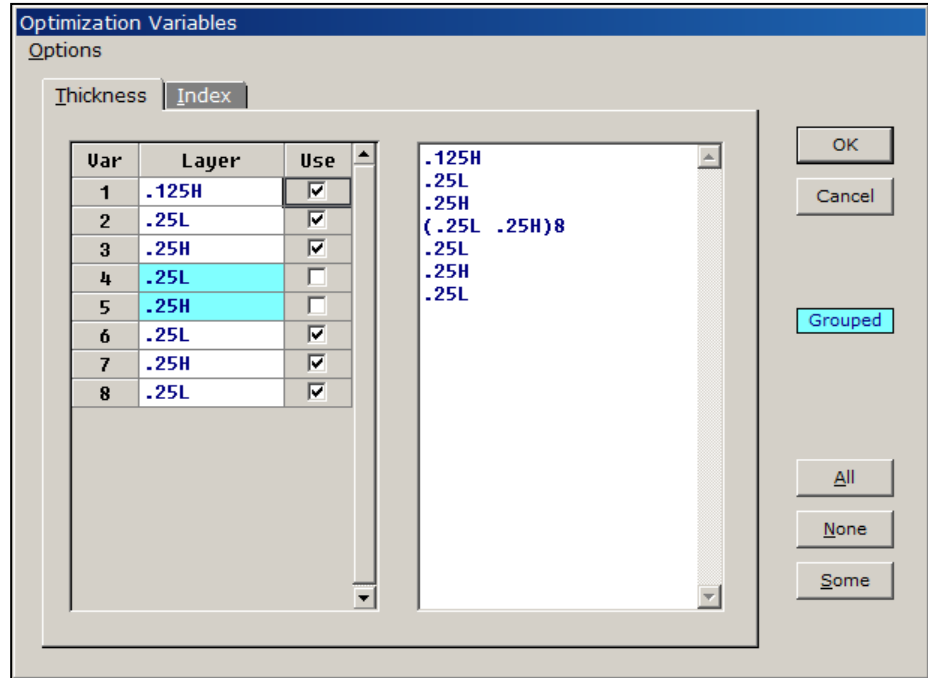 Optimization Variables
Options
Thickness Index
Var Layer Use
1 .125H
2 .25L
3 .25H
4 .25L
5 .25H
6 .25L
7 .25H
8 .25L
.125H
.25L
.25H
(.25L .25H)8
.25L
.25H
.25L
OK
Cancel
Grouped
All
None
Some